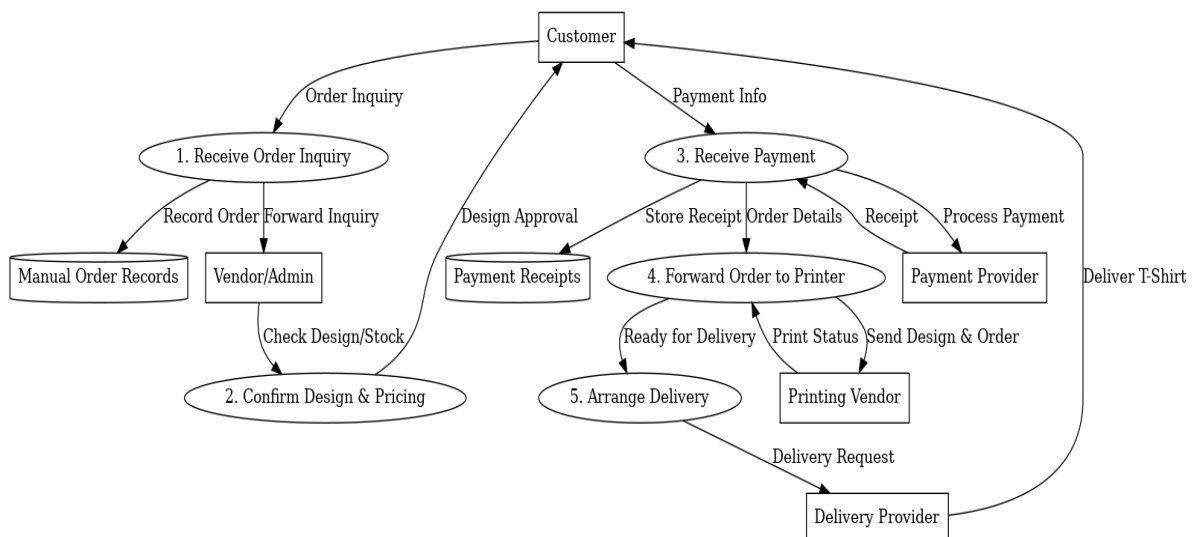 Customer
Order Inquiry
Payment Info
1. Receive Order Inquiry
3. Receive Payment
Record Order
Forward Inquiry
Design Approval
Store Receipt
Order Details
Receipt
Process Payment
Manual Order Records
Vendor/Admin
Payment Receipts
4. Forward Order to Printer
Payment Provider
Deliver T-Shirt
Check Design/Stock
Ready for Delivery
Print Status
Send Design & Order
2. Confirm Design & Pricing
5. Arrange Delivery
Printing Vendor
Delivery Request
Delivery Provider